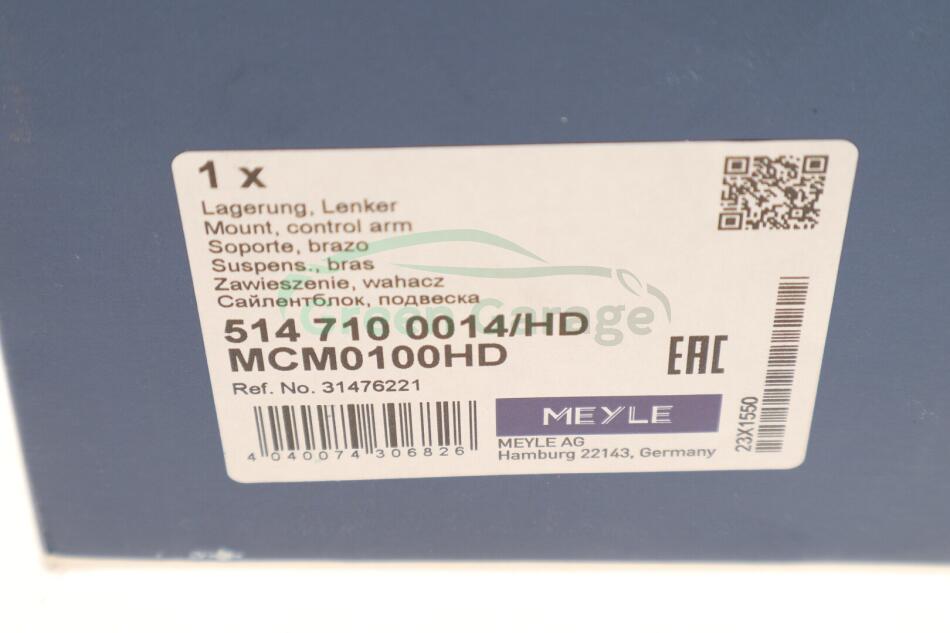 1 x
Lagerung, Lenker
Mount, control arm
Soporte, brazo
Suspens., bras
Zawieszenie, wahacz
Сайлентблок, подвеска
Green Garage
514 710 0014/HD
MCM0100HD
Ref. No. 31476221
EAC
MEYLE
MEYLE AG
Hamburg 22143, Germany
4 040074 306826
23X1550